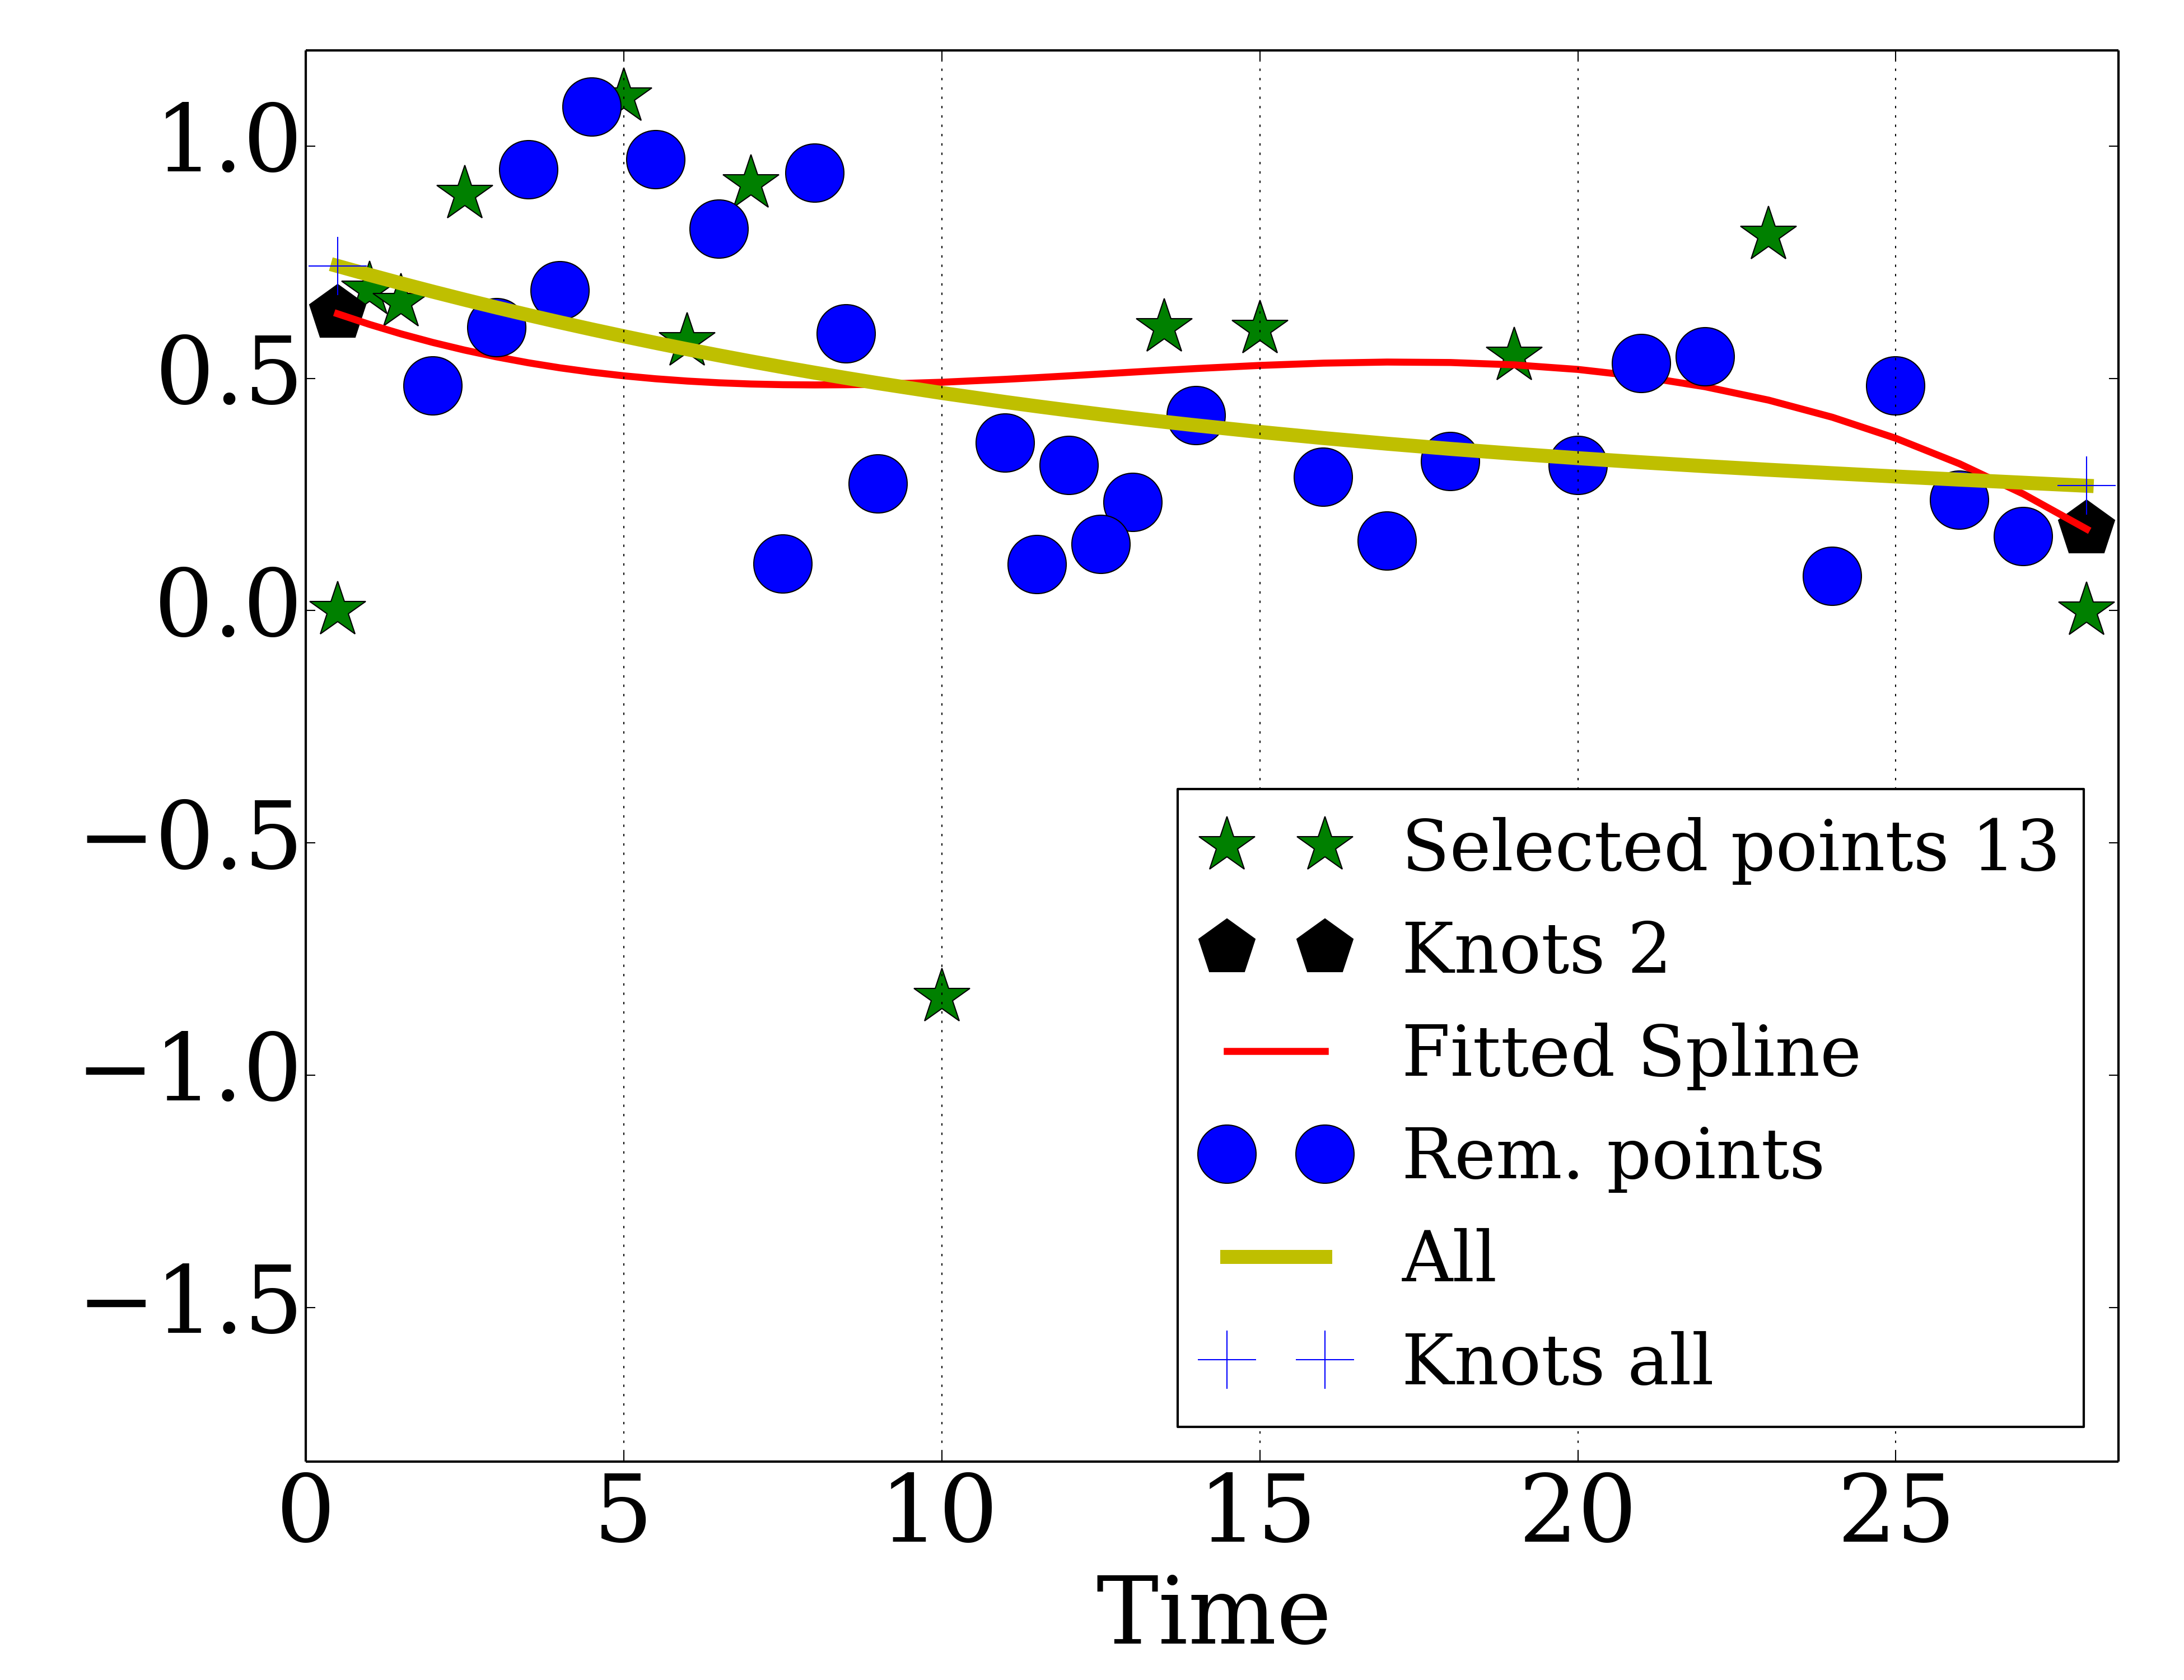 1.0
0.5
0.0
−0.5
−1.0
−1.5
Selected points 13
Knots 2
Fitted Spline
Rem. points
All
Knots all
0 5 10 15 20 25
Time